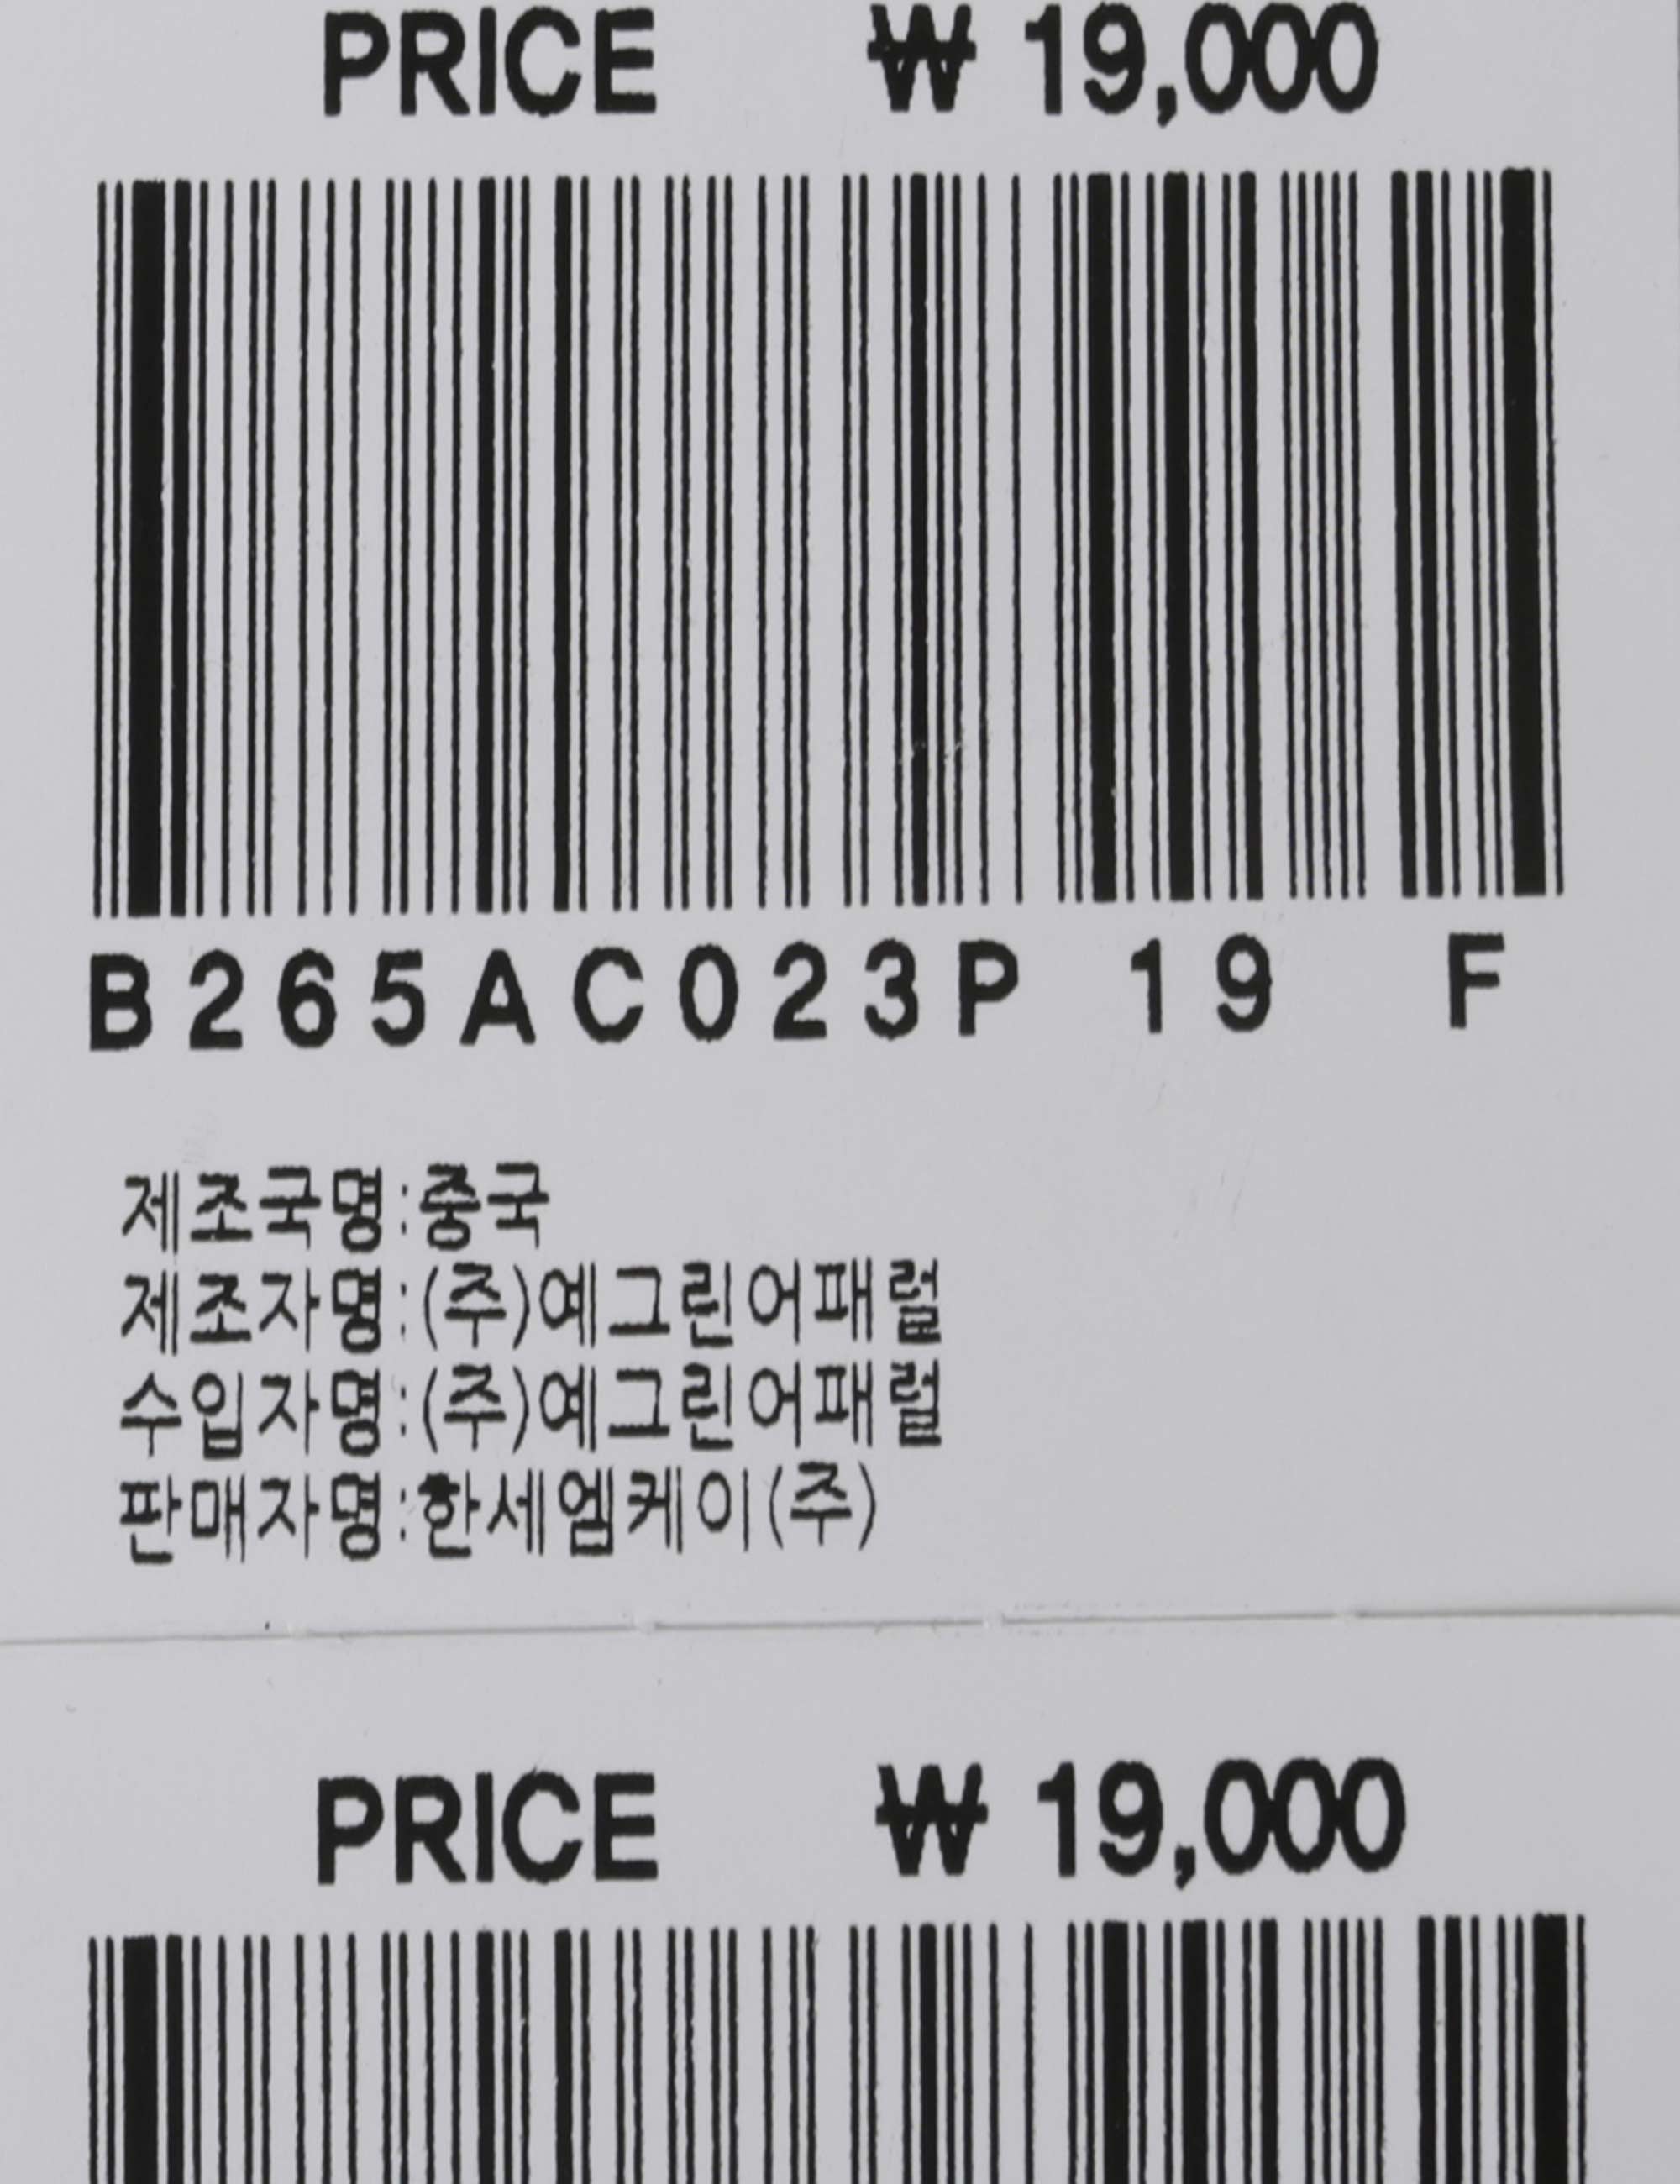 PRICE ₩ 19,000
B265AC023P 19 F
제조국명:중국
제조자명:(주)예그린어패럴
수입자명:(주)예그린어패럴
판매자명:한세엠케이(주)
PRICE ₩ 19,000